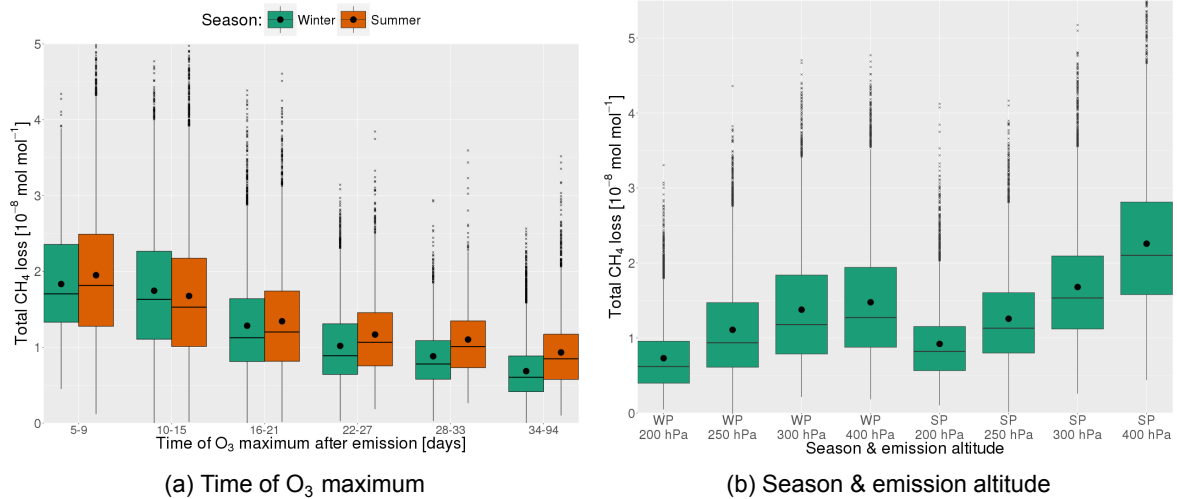 Season: Winter Summer
Total CH₄ loss [10⁻⁸ mol mol⁻¹]
5
4
3
2
1
0
5-9 10-15 16-21 22-27 28-33 34-94
Time of O₃ maximum after emission [days]
(a) Time of O₃ maximum
Total CH₄ loss [10⁻⁸ mol mol⁻¹]
5
4
3
2
1
0
WP WP WP WP SP SP SP SP
200 hPa 250 hPa 300 hPa 400 hPa 200 hPa 250 hPa 300 hPa 400 hPa
Season & emission altitude
(b) Season & emission altitude